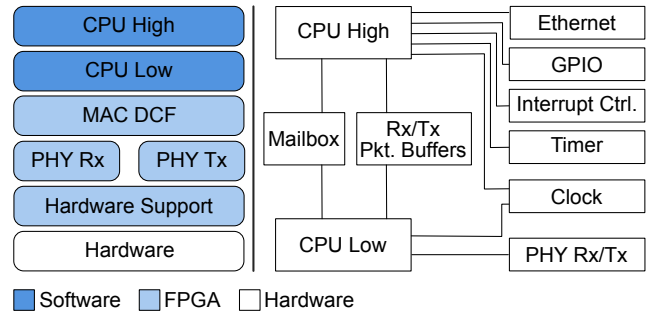 CPU High
CPU Low
MAC DCF
PHY Rx PHY Tx
Hardware Support
Hardware
CPU High
Mailbox
Rx/Tx
Pkt. Buffers
CPU Low
Ethernet
GPIO
Interrupt Ctrl.
Timer
Clock
PHY Rx/Tx
Software FPGA Hardware